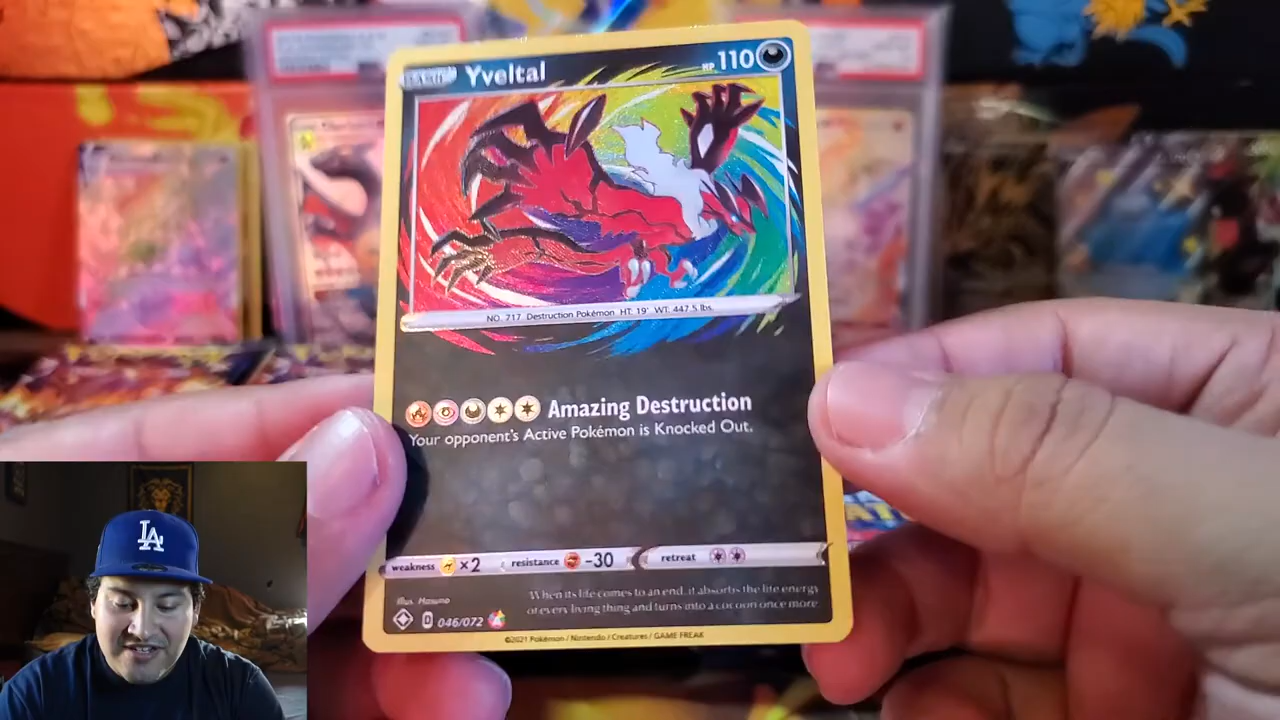 BASIC Yveltal HP 110
NO. 717 Destruction Pokémon HT: 19' WT: 447.5 lbs.
Amazing Destruction
Your opponent's Active Pokémon is Knocked Out.
weakness ×2 resistance -30 retreat
Illus. Hasuno
When its life comes to an end, it absorbs the life energy
of every living thing and turns into a cocoon once more.
D 046/072
©2021 Pokémon / Nintendo / Creatures / GAME FREAK
LA